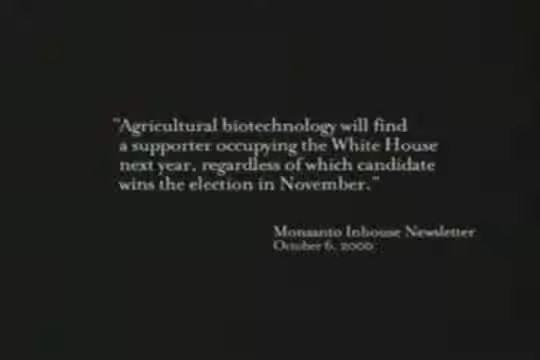 "Agricultural biotechnology will find
a supporter occupying the White House
next year, regardless of which candidate
wins the election in November."
Monsanto Inhouse Newsletter
October 6, 2000